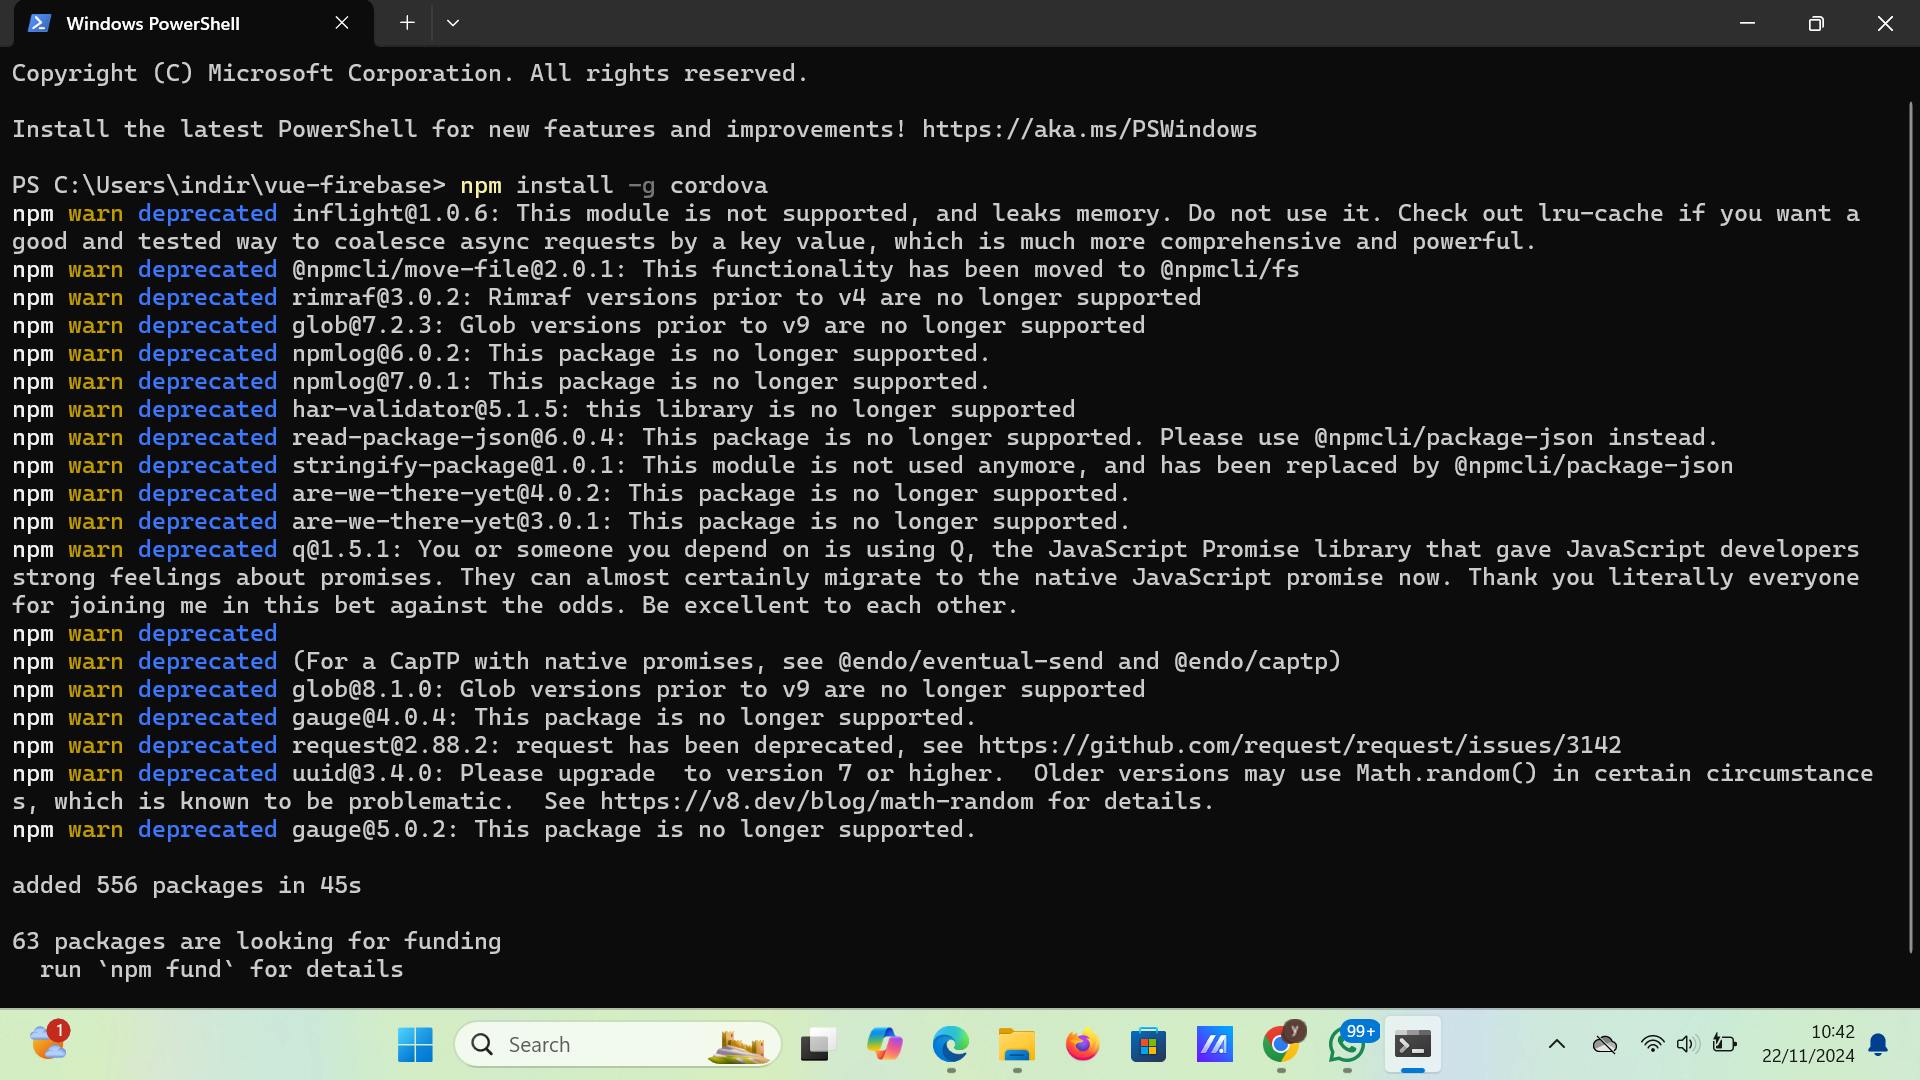 Windows PowerShell
Copyright (C) Microsoft Corporation. All rights reserved.
Install the latest PowerShell for new features and improvements! https://aka.ms/PSWindows
PS C:\Users\indir\vue-firebase> npm install -g cordova
npm warn deprecated inflight@1.0.6: This module is not supported, and leaks memory. Do not use it. Check out lru-cache if you want a
good and tested way to coalesce async requests by a key value, which is much more comprehensive and powerful.
npm warn deprecated @npmcli/move-file@2.0.1: This functionality has been moved to @npmcli/fs
npm warn deprecated rimraf@3.0.2: Rimraf versions prior to v4 are no longer supported
npm warn deprecated glob@7.2.3: Glob versions prior to v9 are no longer supported
npm warn deprecated npmlog@6.0.2: This package is no longer supported.
npm warn deprecated npmlog@7.0.1: This package is no longer supported.
npm warn deprecated har-validator@5.1.5: this library is no longer supported
npm warn deprecated read-package-json@6.0.4: This package is no longer supported. Please use @npmcli/package-json instead.
npm warn deprecated stringify-package@1.0.1: This module is not used anymore, and has been replaced by @npmcli/package-json
npm warn deprecated are-we-there-yet@4.0.2: This package is no longer supported.
npm warn deprecated are-we-there-yet@3.0.1: This package is no longer supported.
npm warn deprecated q@1.5.1: You or someone you depend on is using Q, the JavaScript Promise library that gave JavaScript developers
strong feelings about promises. They can almost certainly migrate to the native JavaScript promise now. Thank you literally everyone
for joining me in this bet against the odds. Be excellent to each other.
npm warn deprecated
npm warn deprecated (For a CapTP with native promises, see @endo/eventual-send and @endo/captp)
npm warn deprecated glob@8.1.0: Glob versions prior to v9 are no longer supported
npm warn deprecated gauge@4.0.4: This package is no longer supported.
npm warn deprecated request@2.88.2: request has been deprecated, see https://github.com/request/request/issues/3142
npm warn deprecated uuid@3.4.0: Please upgrade  to version 7 or higher.  Older versions may use Math.random() in certain circumstance
s, which is known to be problematic.  See https://v8.dev/blog/math-random for details.
npm warn deprecated gauge@5.0.2: This package is no longer supported.
added 556 packages in 45s
63 packages are looking for funding
  run `npm fund` for details
1
Search
y
99+
10:42
22/11/2024